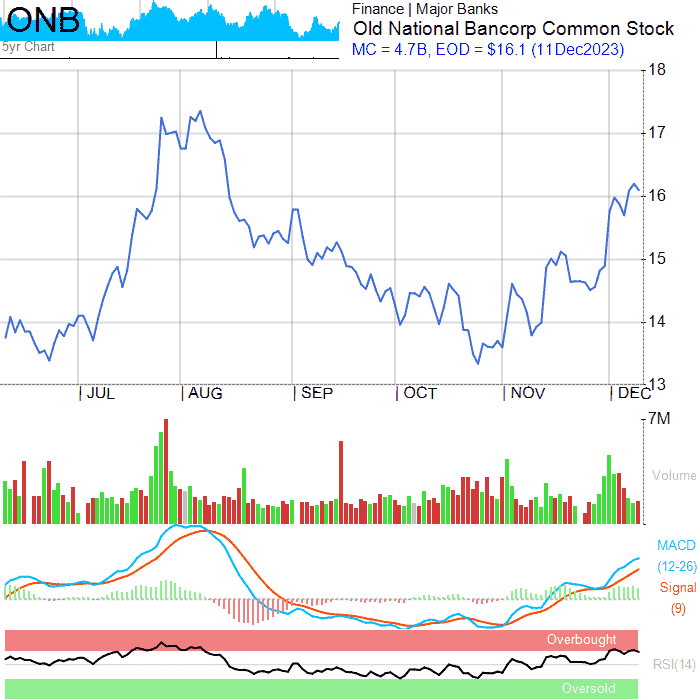 ONB
5yr Chart
Finance | Major Banks
Old National Bancorp Common Stock
MC = 4.7B, EOD = $16.1 (11Dec2023)
18
17
16
15
14
13
JUL AUG SEP OCT NOV DEC
7M
Volume
MACD
(12-26)
Signal
(9)
Overbought
RSI(14)
Oversold